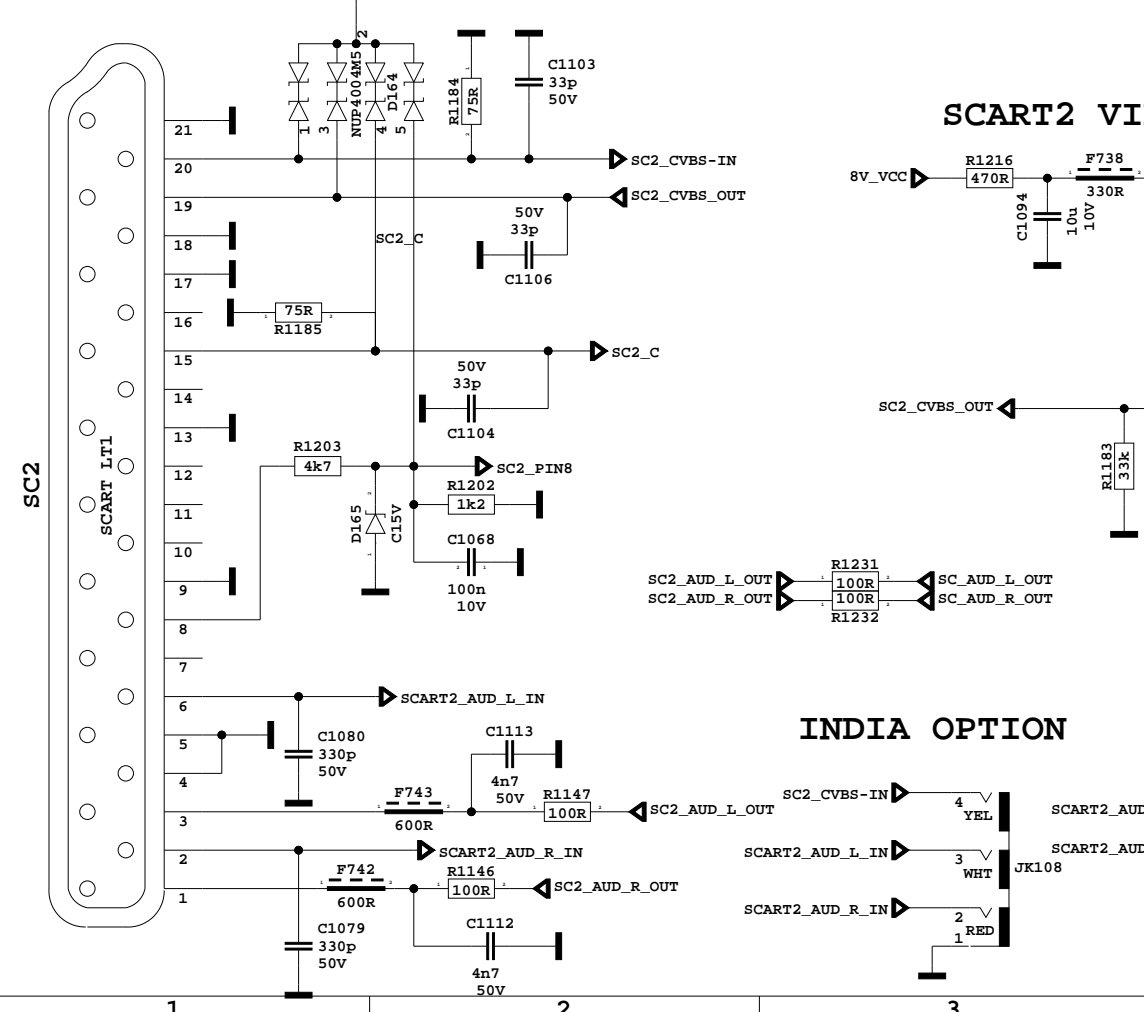 SC2
SCART LT1
21
20
19
18
17
16
15
14
13
12
11
10
9
8
7
6
5
4
3
2
1
2
NUP4004M5
D164
1
3
4
5
R1184
75R
C1103
33p
50V
SC2_CVBS-IN
SC2_CVBS_OUT
50V
33p
C1106
SC2_C
75R
R1185
SC2_C
50V
33p
C1104
R1203
4k7
SC2_PIN8
R1202
1k2
D165
C15V
C1068
100n
10V
SCART2_AUD_L_IN
C1080
330p
50V
C1113
4n7
50V
F743
600R
R1147
100R
SC2_AUD_L_OUT
SCART2_AUD_R_IN
F742
600R
R1146
100R
SC2_AUD_R_OUT
C1079
330p
50V
C1112
4n7
50V
SCART2 VI
8V_VCC
R1216
470R
F738
330R
C1094
10u
10V
SC2_CVBS_OUT
R1183
33k
R1231
SC2_AUD_L_OUT
100R
SC_AUD_L_OUT
SC2_AUD_R_OUT
100R
SC_AUD_R_OUT
R1232
INDIA OPTION
SC2_CVBS-IN
4
YEL
SCART2_AUD
SCART2_AUD_L_IN
3
WHT
JK108
SCART2_AUD
SCART2_AUD_R_IN
2
RED
1
1
2
3